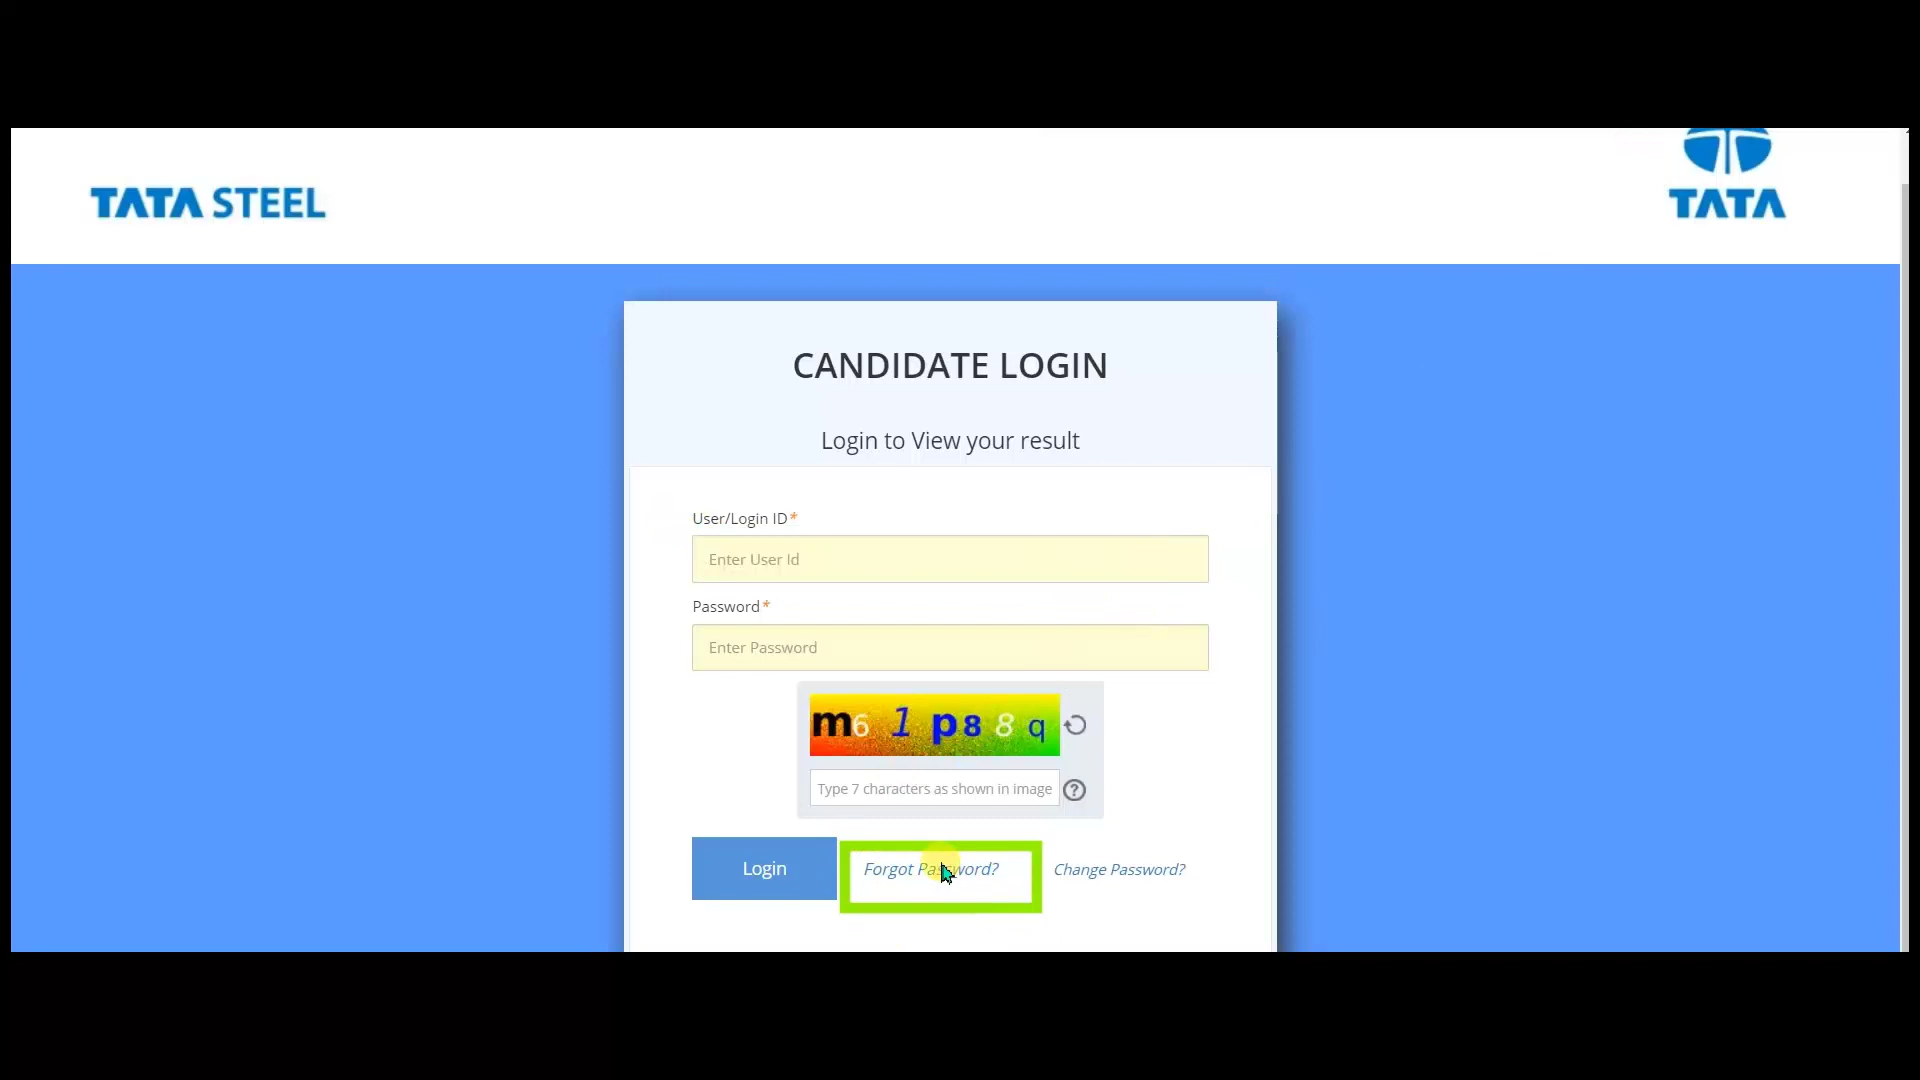 TATA STEEL
TATA
CANDIDATE LOGIN
Login to View your result
User/Login ID*
Enter User Id
Password*
Enter Password
m6 1 p8 8 q
Type 7 characters as shown in image
?
Login Forgot Password? Change Password?